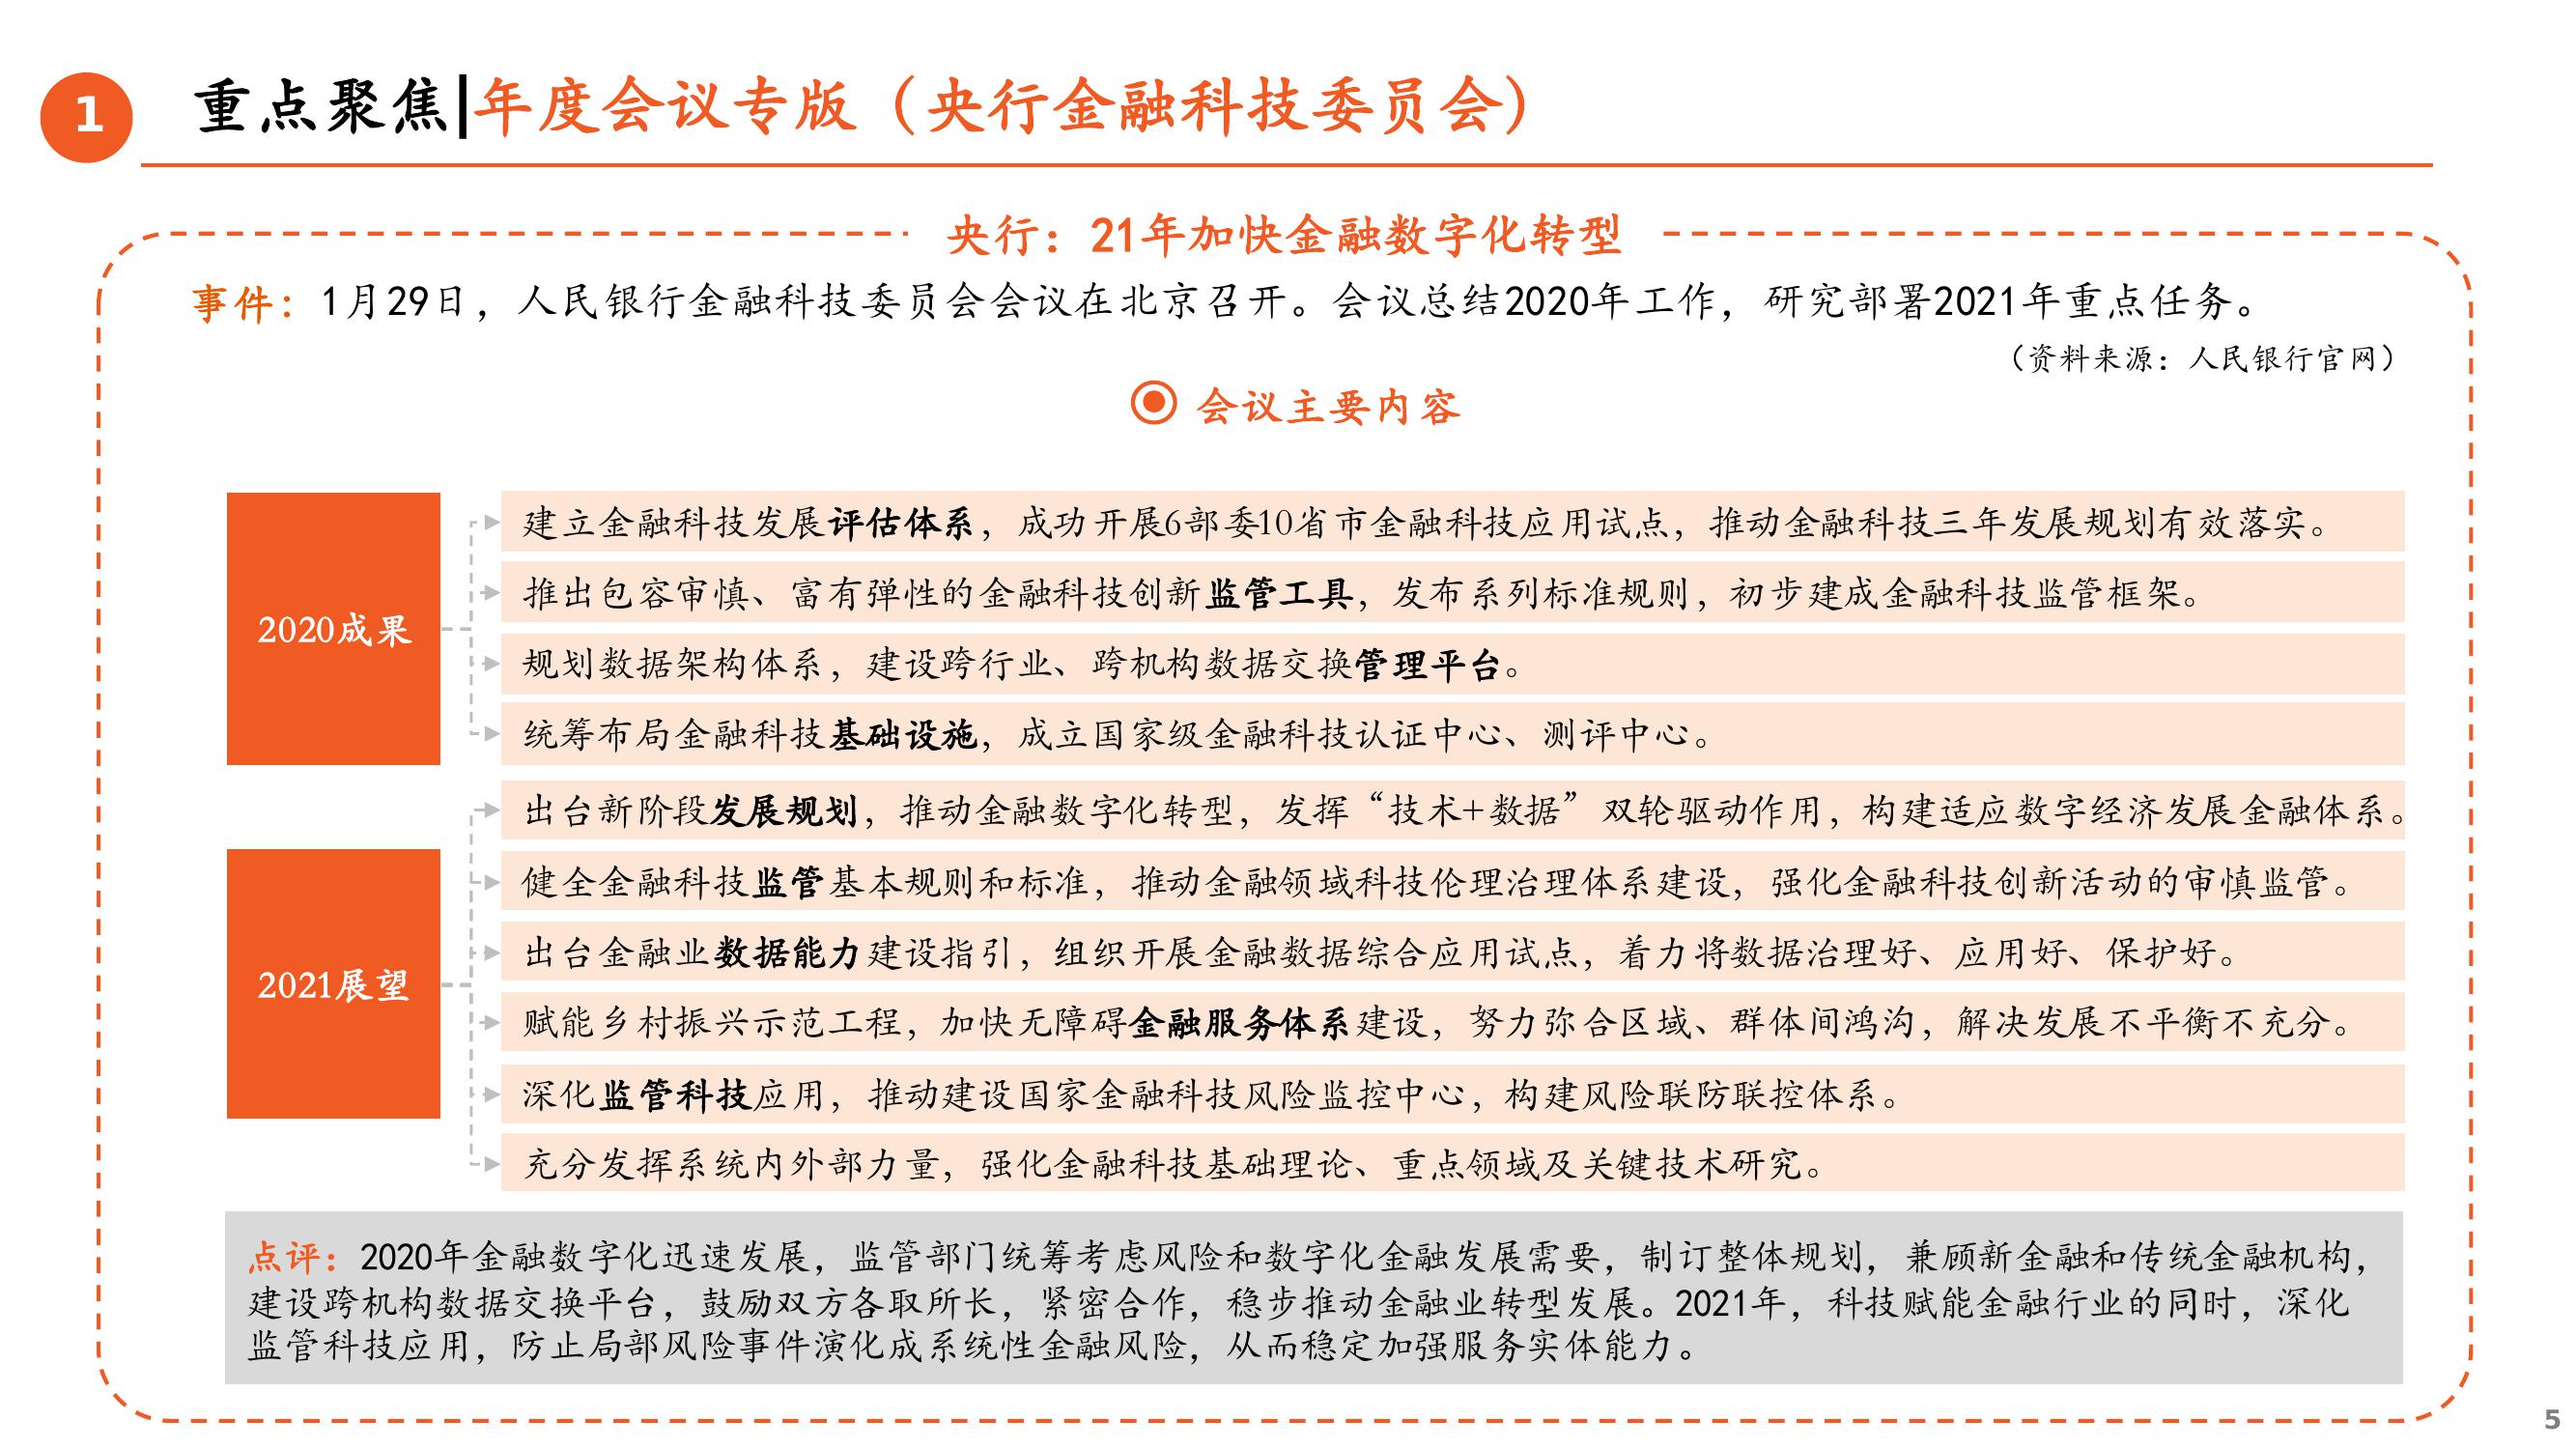 1
重点聚焦|年度会议专版（央行金融科技委员会）
央行：21年加快金融数字化转型
事件：1月29日，人民银行金融科技委员会会议在北京召开。会议总结2020年工作，研究部署2021年重点任务。
（资料来源：人民银行官网）
会议主要内容
2020成果
建立金融科技发展评估体系，成功开展6部委10省市金融科技应用试点，推动金融科技三年发展规划有效落实。
推出包容审慎、富有弹性的金融科技创新监管工具，发布系列标准规则，初步建成金融科技监管框架。
规划数据架构体系，建设跨行业、跨机构数据交换管理平台。
统筹布局金融科技基础设施，成立国家级金融科技认证中心、测评中心。
2021展望
出台新阶段发展规划，推动金融数字化转型，发挥“技术+数据”双轮驱动作用，构建适应数字经济发展金融体系。
健全金融科技监管基本规则和标准，推动金融领域科技伦理治理体系建设，强化金融科技创新活动的审慎监管。
出台金融业数据能力建设指引，组织开展金融数据综合应用试点，着力将数据治理好、应用好、保护好。
赋能乡村振兴示范工程，加快无障碍金融服务体系建设，努力弥合区域、群体间鸿沟，解决发展不平衡不充分。
深化监管科技应用，推动建设国家金融科技风险监控中心，构建风险联防联控体系。
充分发挥系统内外部力量，强化金融科技基础理论、重点领域及关键技术研究。
点评：2020年金融数字化迅速发展，监管部门统筹考虑风险和数字化金融发展需要，制订整体规划，兼顾新金融和传统金融机构，
建设跨机构数据交换平台，鼓励双方各取所长，紧密合作，稳步推动金融业转型发展。2021年，科技赋能金融行业的同时，深化
监管科技应用，防止局部风险事件演化成系统性金融风险，从而稳定加强服务实体能力。
5